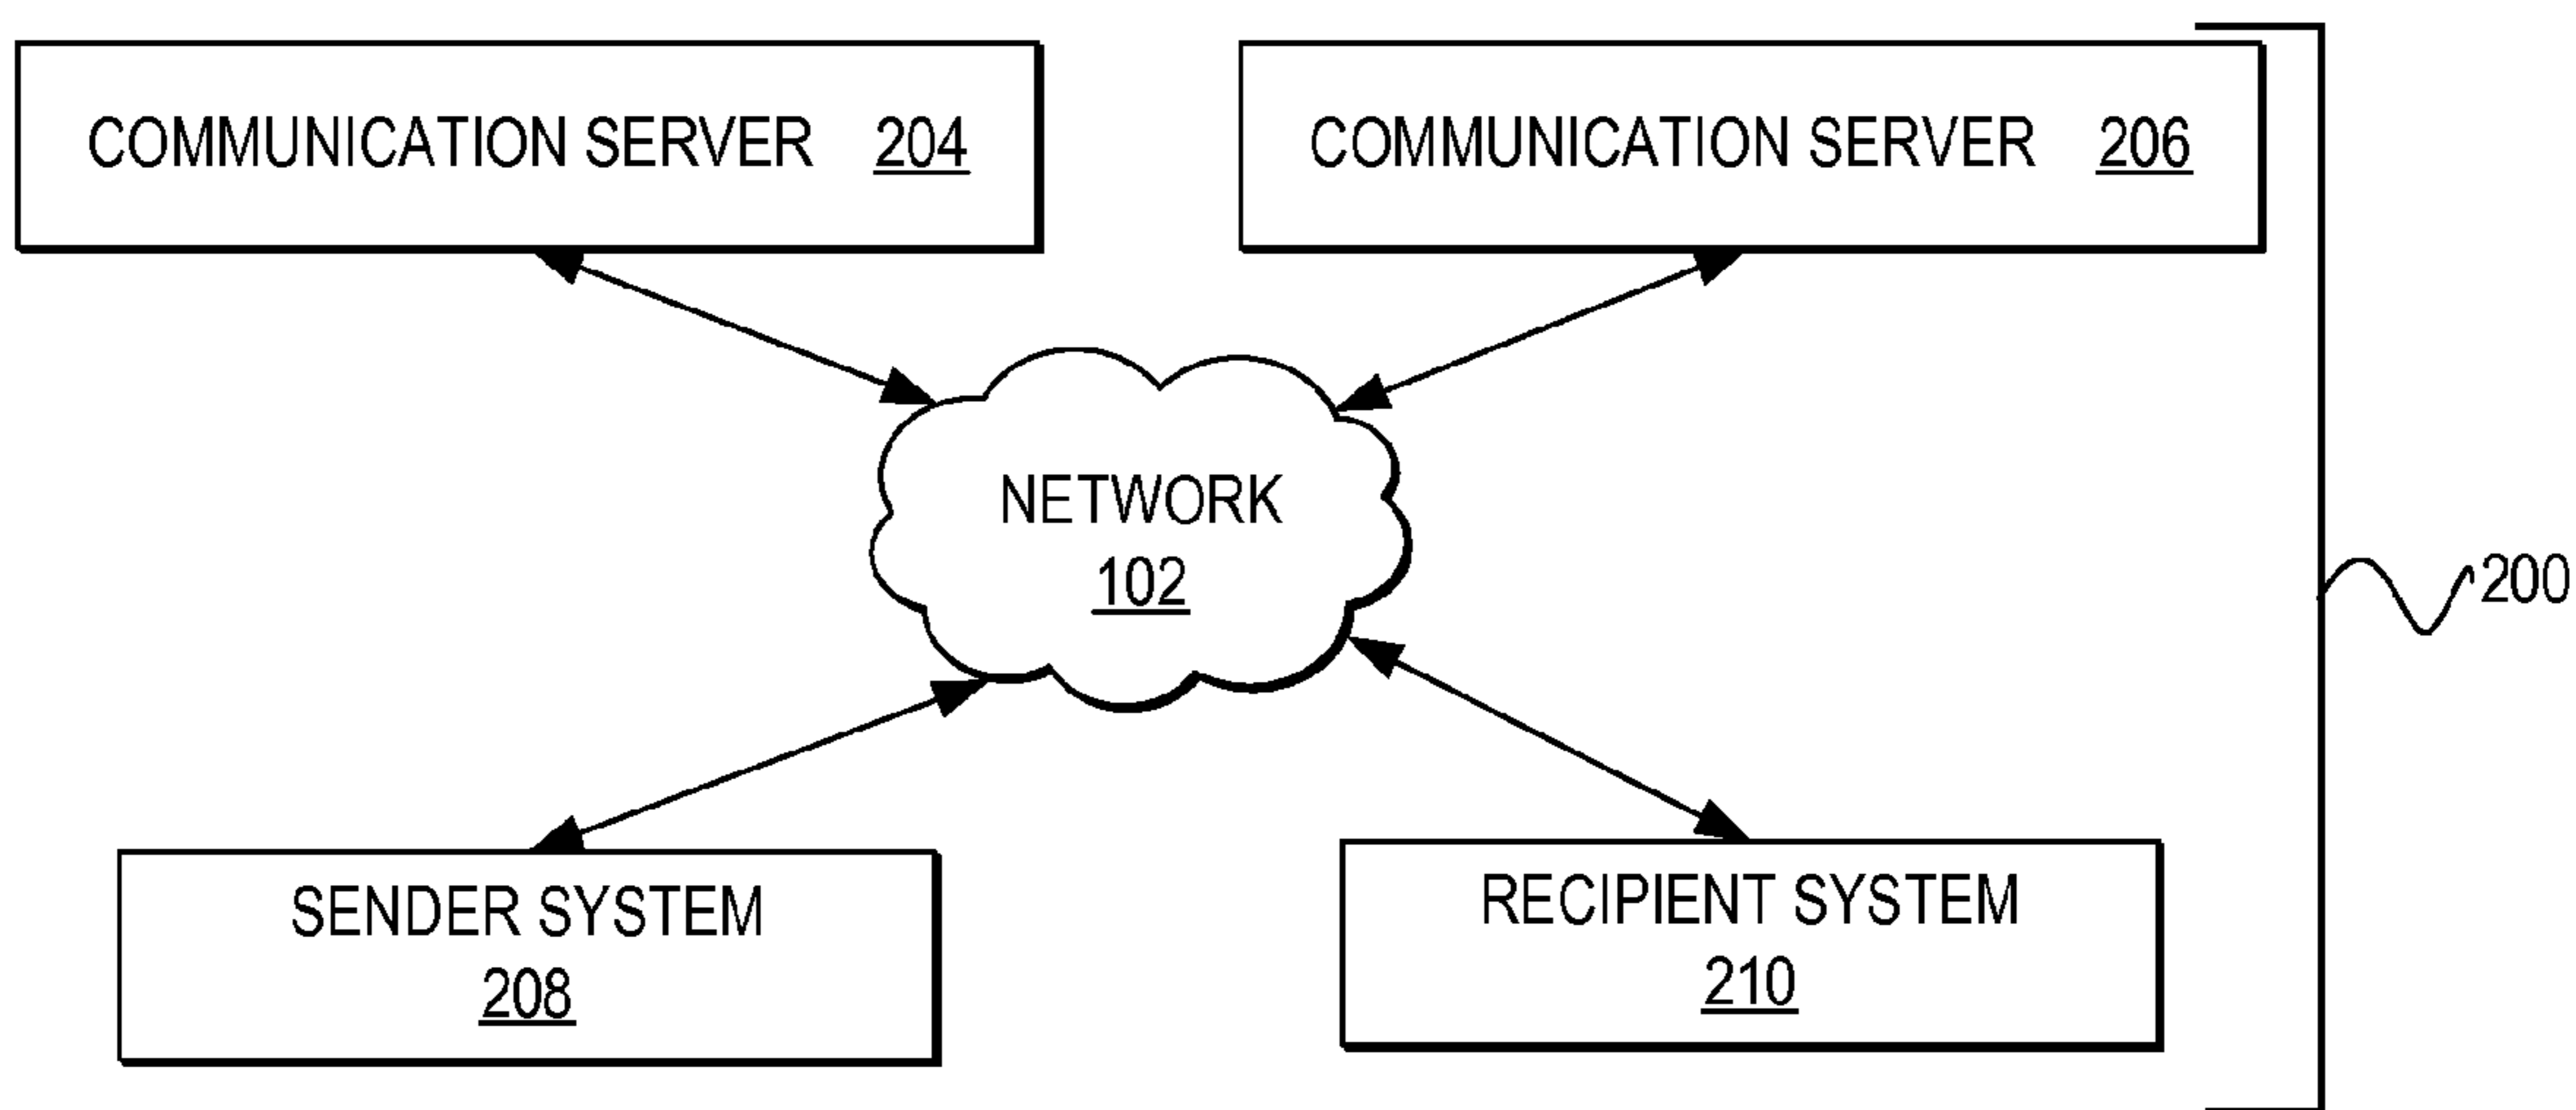 COMMUNICATION SERVER 204
COMMUNICATION SERVER 206
NETWORK
102
200
SENDER SYSTEM
208
RECIPIENT SYSTEM
210